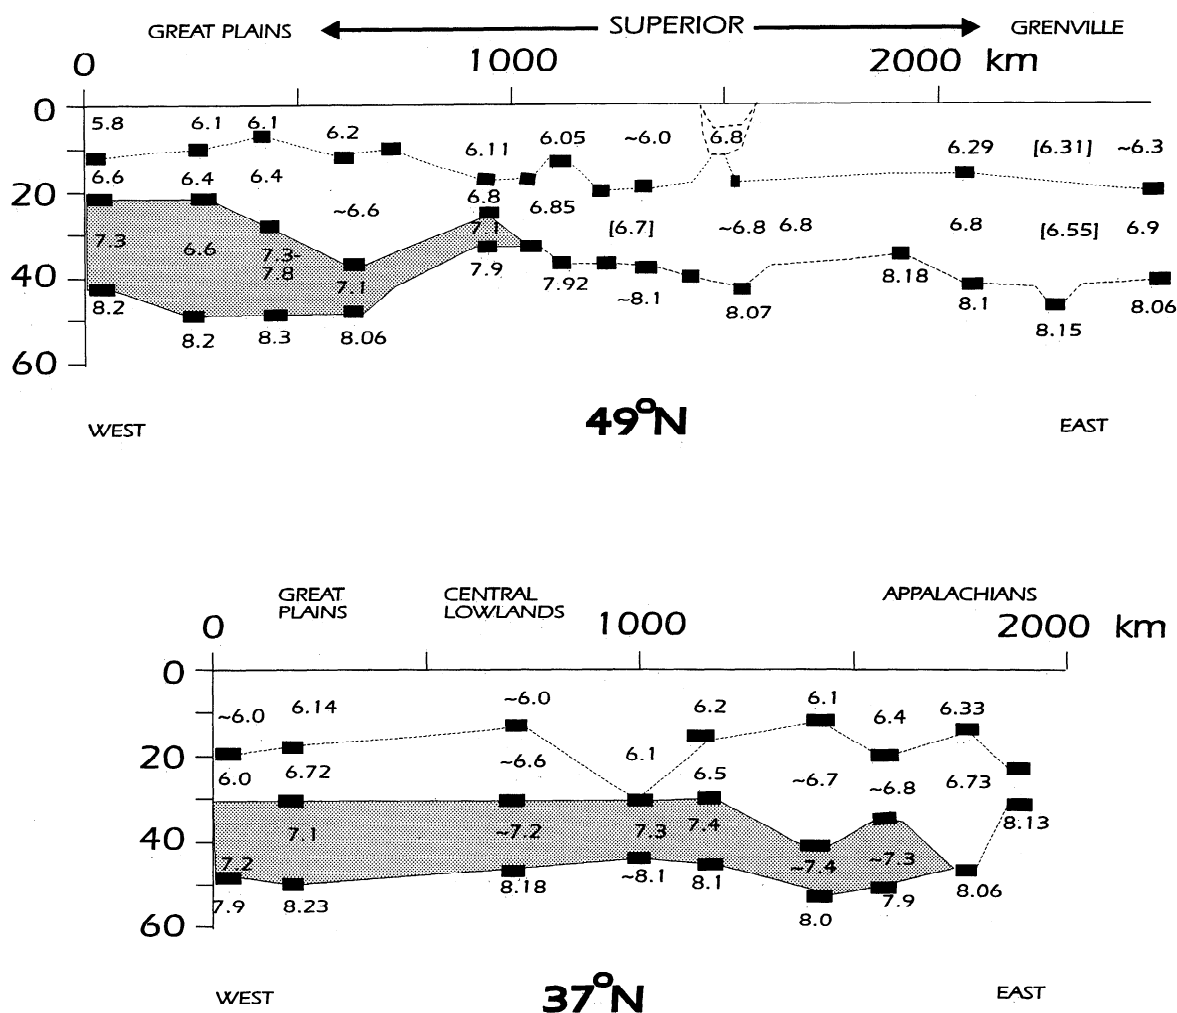 GREAT PLAINS SUPERIOR GRENVILLE
0 1000 2000 km
0
5.8 6.1 6.1 6.2 6.11 6.05 ~6.0 6.8 6.29 [6.31] ~6.3
6.6 6.4 6.4 6.8
20
~6.6 6.85
7.3 6.6 7.3- 7.1 [6.7] ~6.8 6.8 6.8 [6.55] 6.9
7.8
40
7.1 7.9 7.92 8.18
8.2 ~8.1 8.07 8.1 8.06
8.2 8.3 8.06 8.15
60
49°N
WEST EAST
GREAT CENTRAL APPALACHIANS
PLAINS LOWLANDS
0 1000 2000 km
0
~6.0 6.14 ~6.0 6.2 6.1 6.4 6.33
20
6.0 6.72 ~6.6 6.1 6.5 ~6.7 ~6.8 6.73
40
7.1 ~7.2 7.3 7.4 8.13
7.2 ~7.4 ~7.3
7.9 8.23 8.18 ~8.1 8.1 8.0 7.9 8.06
60
37°N
WEST EAST